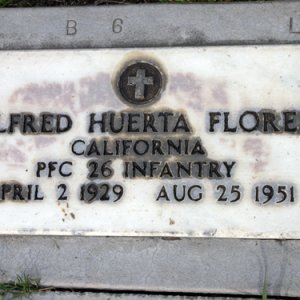 B 6 L
LFRED HUERTA FLORE
CALIFORNIA
PFC 26 INFANTRY
PRIL 2 1929 AUG 25 1951